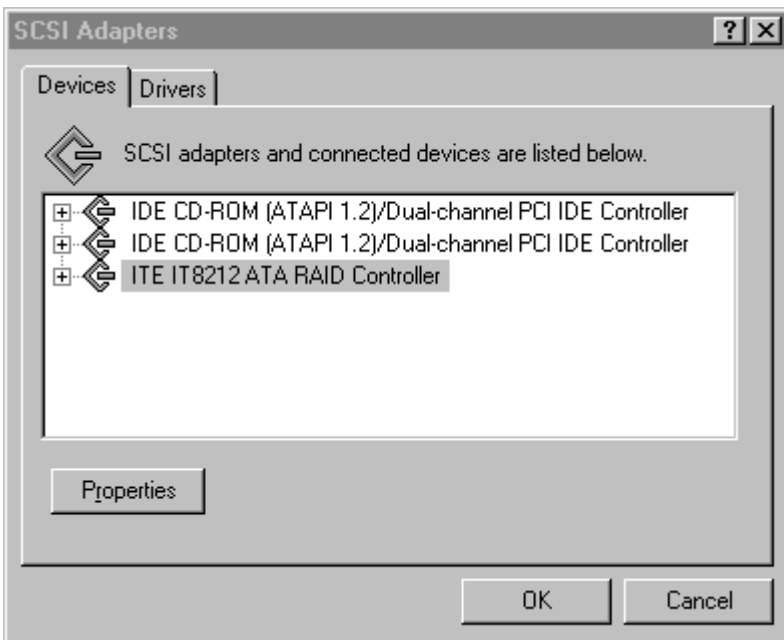 SCSI Adapters
Devices
Drivers
SCSI adapters and connected devices are listed below.
IDE CD-ROM (ATAPI 1.2)/Dual-channel PCI IDE Controller
IDE CD-ROM (ATAPI 1.2)/Dual-channel PCI IDE Controller
ITE IT8212 ATA RAID Controller
Properties
OK
Cancel